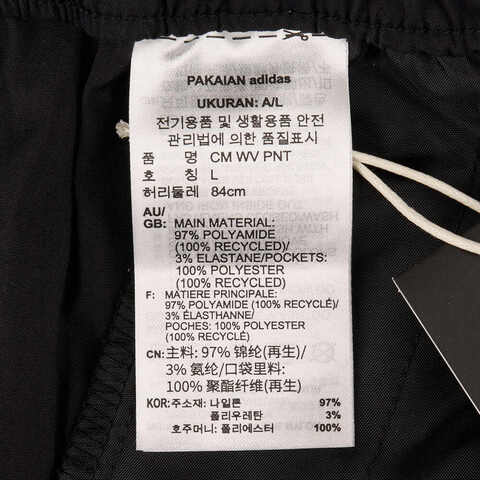 PAKAIAN adidas
UKURAN: A/L
전기용품 및 생활용품 안전
관리법에 의한 품질표시
품 명 CM WV PNT
호 칭 L
허리둘레 84cm
AU/
GB: MAIN MATERIAL:
97% POLYAMIDE
(100% RECYCLED)/
3% ELASTANE/POCKETS:
100% POLYESTER
(100% RECYCLED)
F: MATIERE PRINCIPALE:
97% POLYAMIDE (100% RECYCLÉ)/
3% ÉLASTHANNE/
POCHES: 100% POLYESTER
(100% RECYCLÉ)
CN: 主料: 97% 锦纶(再生)/
3% 氨纶/口袋里料:
100% 聚酯纤维(再生)
KOR: 주소재: 나일론 97%
폴리우레탄 3%
호주머니: 폴리에스터 100%